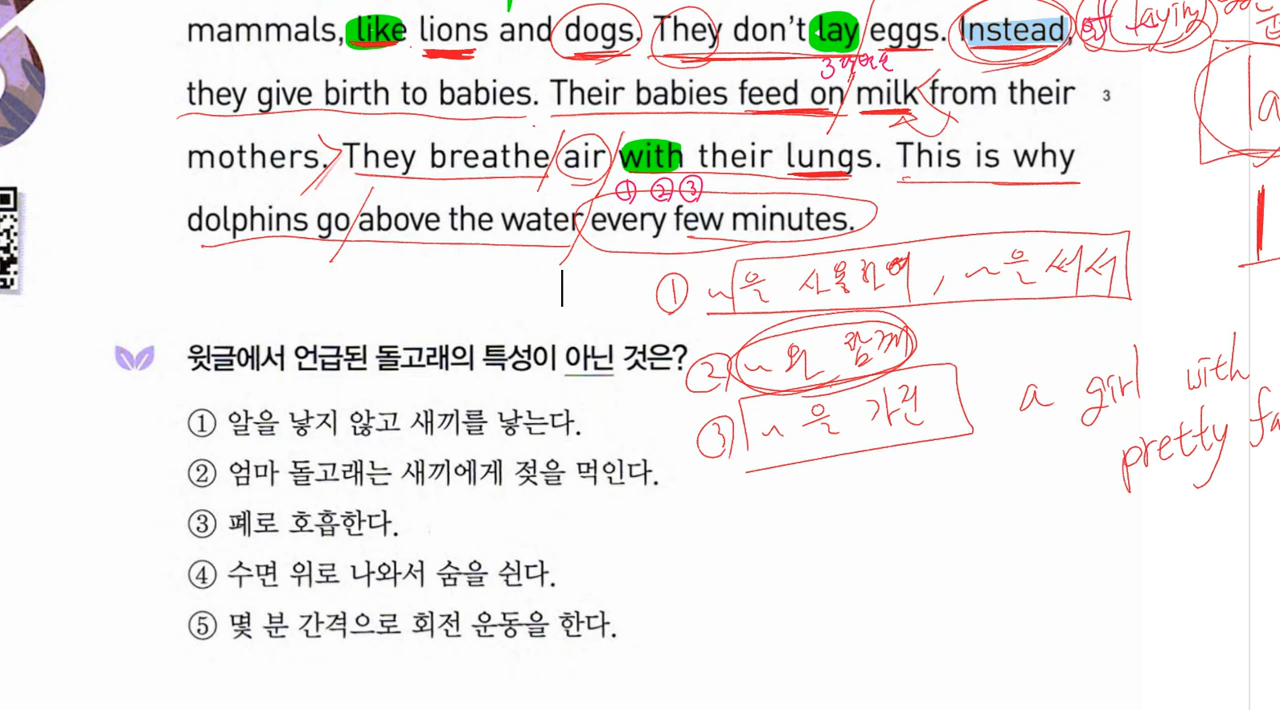 mammals, like lions and dogs. They don't lay eggs. Instead,
laying
they give birth to babies. Their babies feed on milk from their
3
mothers. They breathe air with their lungs. This is why
① ② ③
dolphins go above the water every few minutes.
① ~을 사용하여, ~을 써서
윗글에서 언급된 돌고래의 특성이 아닌 것은?
② ~와 함께
① 알을 낳지 않고 새끼를 낳는다.
③ ~을 가진
a girl with
pretty fa
② 엄마 돌고래는 새끼에게 젖을 먹인다.
③ 폐로 호흡한다.
④ 수면 위로 나와서 숨을 쉰다.
⑤ 몇 분 간격으로 회전 운동을 한다.